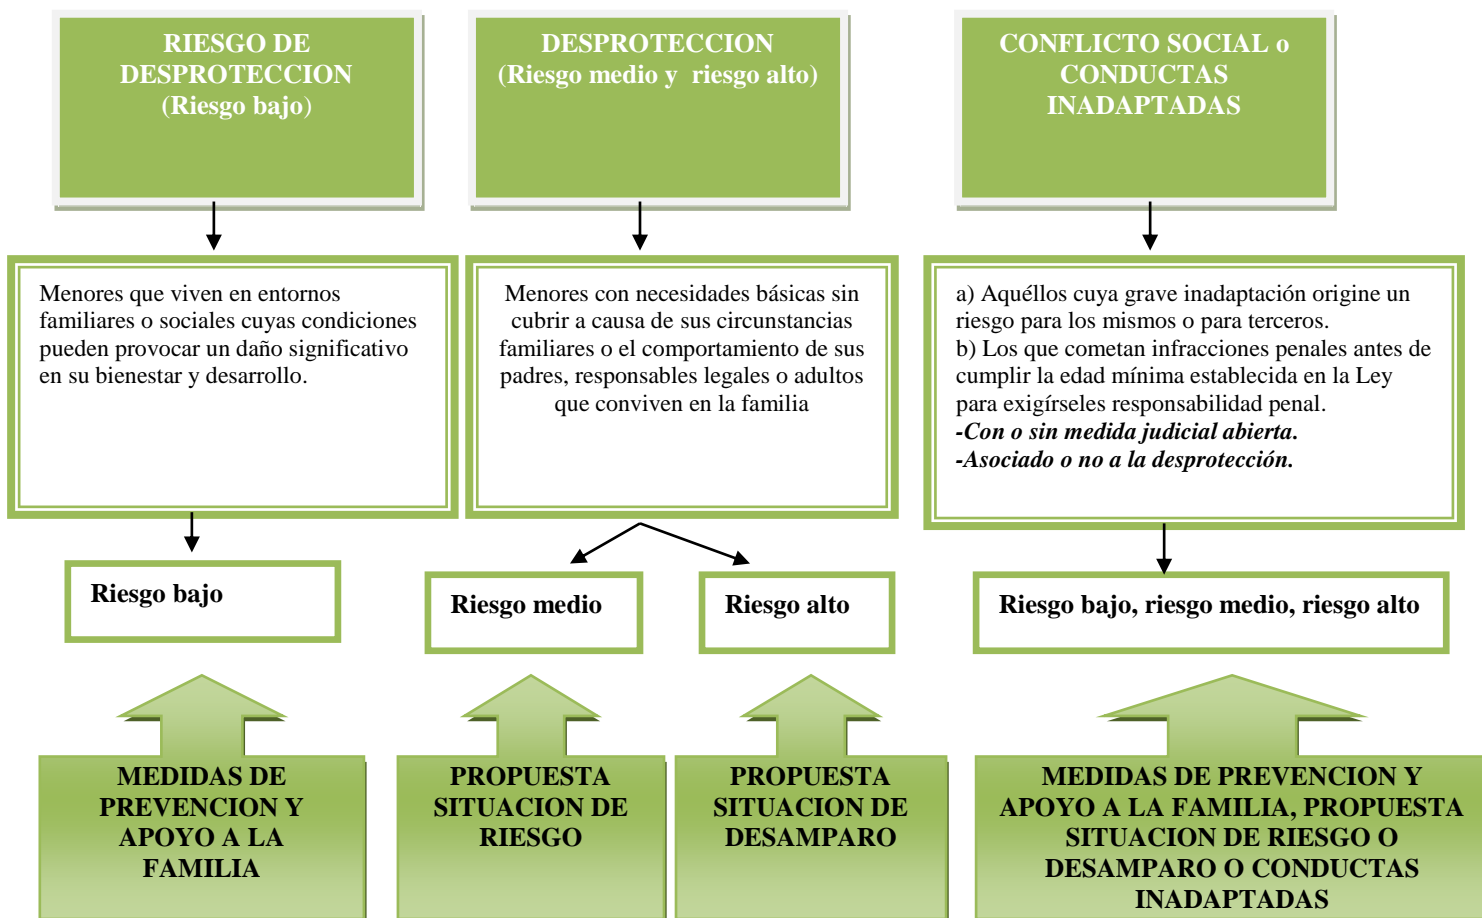 RIESGO DE
DESPROTECCION
(Riesgo bajo)
DESPROTECCION
(Riesgo medio y riesgo alto)
CONFLICTO SOCIAL o
CONDUCTAS
INADAPTADAS
Menores que viven en entornos
familiares o sociales cuyas condiciones
pueden provocar un daño significativo
en su bienestar y desarrollo.
Menores con necesidades básicas sin
cubrir a causa de sus circunstancias
familiares o el comportamiento de sus
padres, responsables legales o adultos
que conviven en la familia
a) Aquéllos cuya grave inadaptación origine un
riesgo para los mismos o para terceros.
b) Los que cometan infracciones penales antes de
cumplir la edad mínima establecida en la Ley
para exigírseles responsabilidad penal.
-Con o sin medida judicial abierta.
-Asociado o no a la desprotección.
Riesgo bajo
Riesgo medio
Riesgo alto
Riesgo bajo, riesgo medio, riesgo alto
MEDIDAS DE
PREVENCION Y
APOYO A LA
FAMILIA
PROPUESTA
SITUACION DE
RIESGO
PROPUESTA
SITUACION DE
DESAMPARO
MEDIDAS DE PREVENCION Y
APOYO A LA FAMILIA, PROPUESTA
SITUACION DE RIESGO O
DESAMPARO O CONDUCTAS
INADAPTADAS